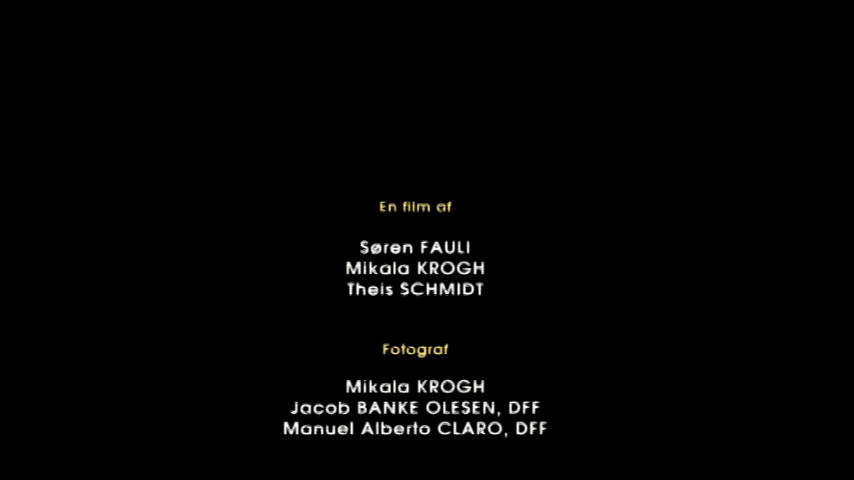 En film af
Søren FAULI
Mikala KROGH
Theis SCHMIDT
Fotograf
Mikala KROGH
Jacob BANKE OLESEN, DFF
Manuel Alberto CLARO, DFF